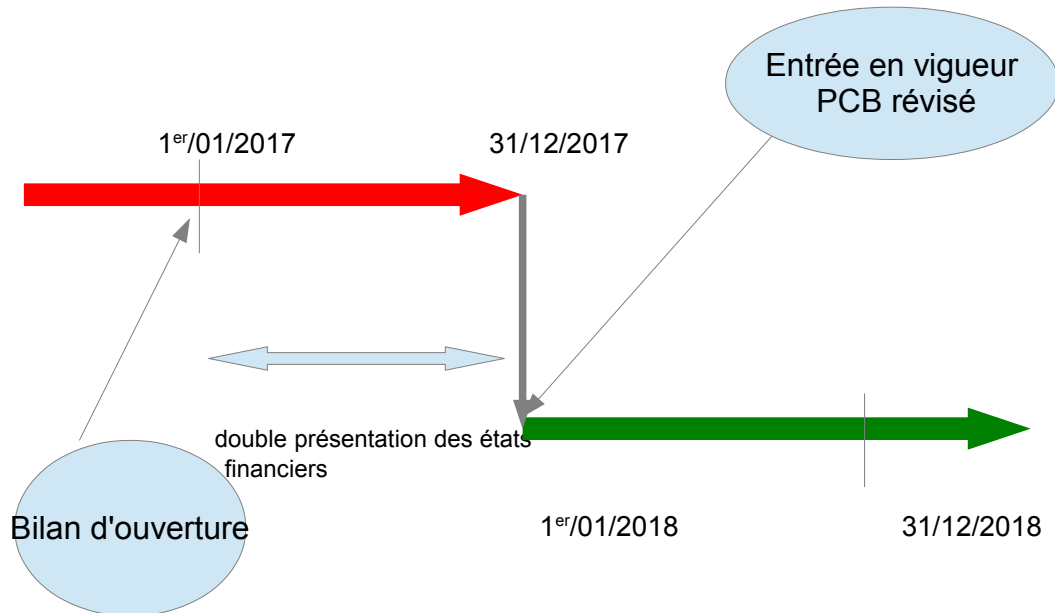 Entrée en vigueur
PCB révisé
1er/01/2017
31/12/2017
double présentation des états
financiers
Bilan d'ouverture
1er/01/2018
31/12/2018